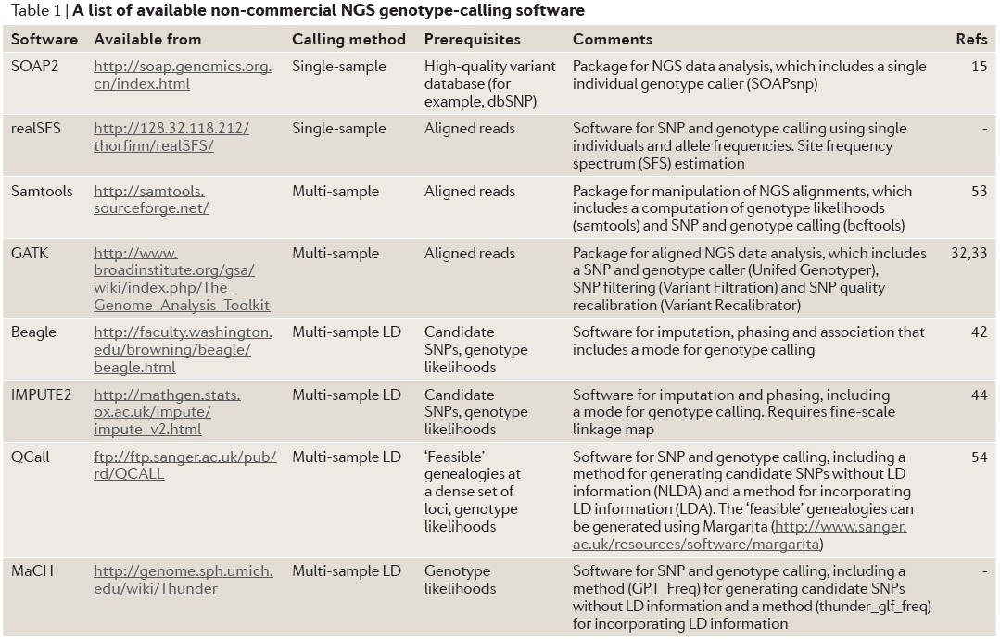 Table 1 | A list of available non-commercial NGS genotype-calling software
Software Available from Calling method Prerequisites Comments Refs
SOAP2 http://soap.genomics.org. Single-sample High-quality variant Package for NGS data analysis, which includes a single 15
cn/index.html database (for individual genotype caller (SOAPsnp)
example, dbSNP)
realSFS http://128.32.118.212/ Single-sample Aligned reads Software for SNP and genotype calling using single -
thorfinn/realSFS/ individuals and allele frequencies. Site frequency
spectrum (SFS) estimation
Samtools http://samtools. Multi-sample Aligned reads Package for manipulation of NGS alignments, which 53
sourceforge.net/ includes a computation of genotype likelihoods
(samtools) and SNP and genotype calling (bcftools)
GATK http://www. Multi-sample Aligned reads Package for aligned NGS data analysis, which includes 32,33
broadinstitute.org/gsa/ a SNP and genotype caller (Unifed Genotyper),
wiki/index.php/The_ SNP filtering (Variant Filtration) and SNP quality
Genome_Analysis_Toolkit recalibration (Variant Recalibrator)
Beagle http://faculty.washington. Multi-sample LD Candidate Software for imputation, phasing and association that 42
edu/browning/beagle/ SNPs, genotype includes a mode for genotype calling
beagle.html likelihoods
IMPUTE2 http://mathgen.stats. Multi-sample LD Candidate Software for imputation and phasing, including 44
ox.ac.uk/impute/ SNPs, genotype a mode for genotype calling. Requires fine-scale
impute_v2.html likelihoods linkage map
QCall ftp://ftp.sanger.ac.uk/pub/ Multi-sample LD ‘Feasible’ Software for SNP and genotype calling, including a 54
rd/QCALL genealogies at method for generating candidate SNPs without LD
a dense set of information (NLDA) and a method for incorporating
loci, genotype LD information (LDA). The ‘feasible’ genealogies can
likelihoods be generated using Margarita (http://www.sanger.
ac.uk/resources/software/margarita)
MaCH http://genome.sph.umich. Multi-sample LD Genotype Software for SNP and genotype calling, including a -
edu/wiki/Thunder likelihoods method (GPT_Freq) for generating candidate SNPs
without LD information and a method (thunder_glf_freq)
for incorporating LD information